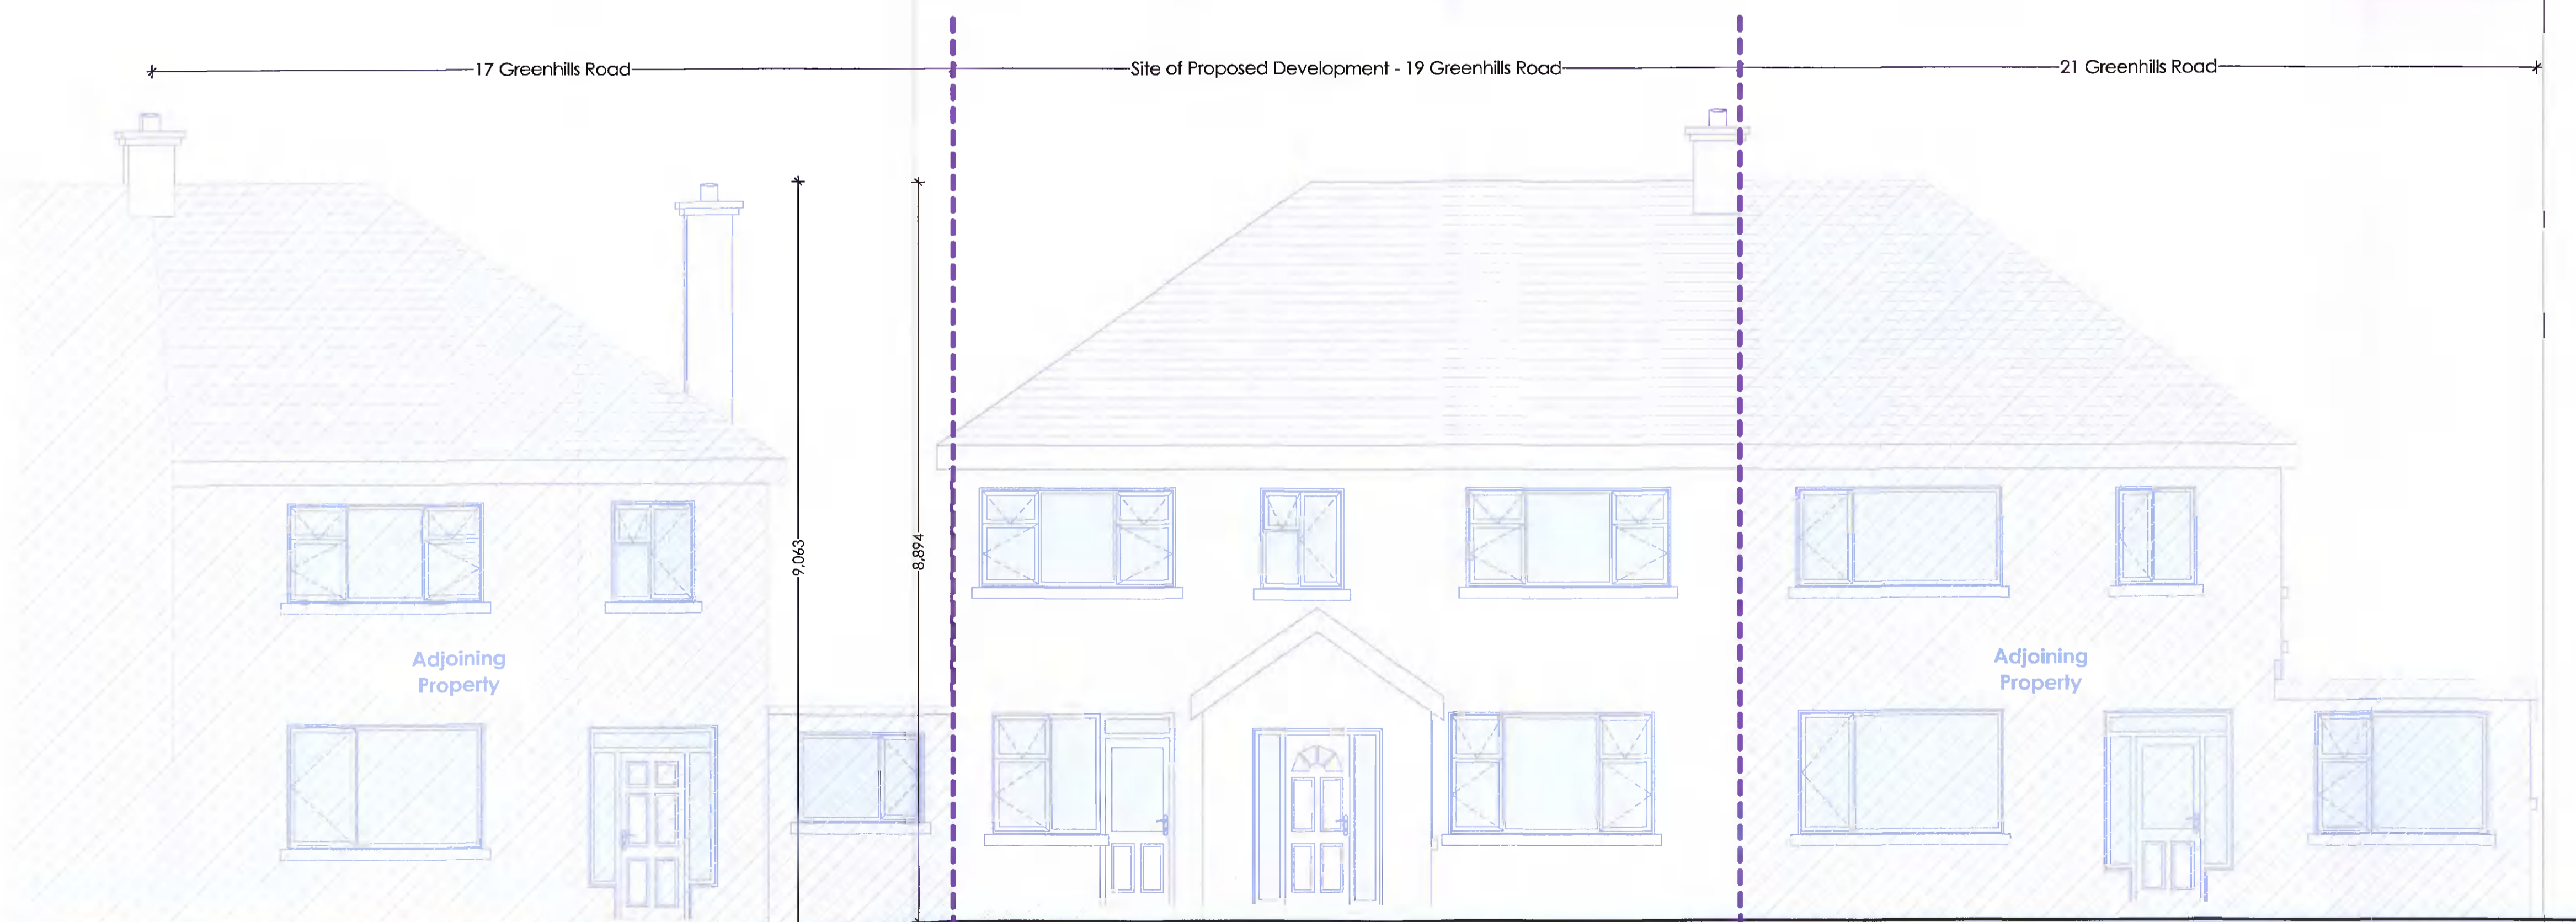 17 Greenhills Road
Site of Proposed Development - 19 Greenhills Road
21 Greenhills Road
9,063
8,894
Adjoining
Property
Adjoining
Property